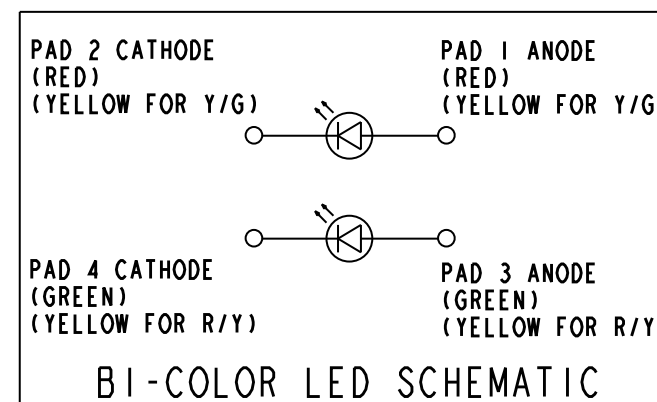 PAD 2 CATHODE
(RED)
(YELLOW FOR Y/G)
PAD 1 ANODE
(RED)
(YELLOW FOR Y/G
PAD 4 CATHODE
(GREEN)
(YELLOW FOR R/Y)
PAD 3 ANODE
(GREEN)
(YELLOW FOR R/Y
BI-COLOR LED SCHEMATIC